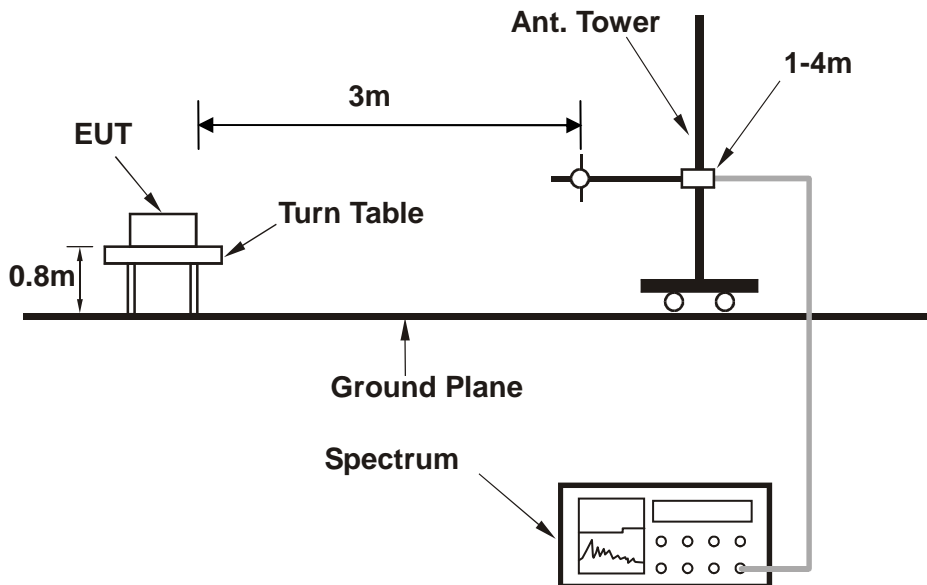 Ant. Tower
1-4m
3m
EUT
Turn Table
0.8m
Ground Plane
Spectrum